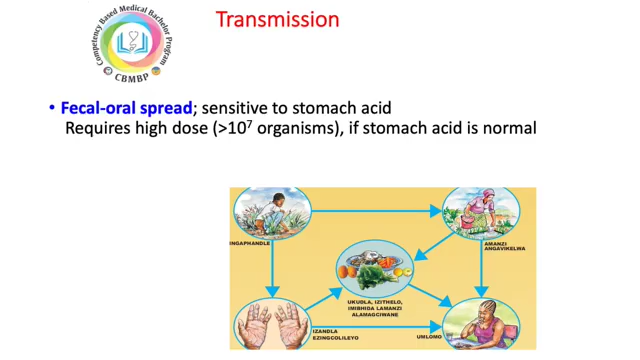 Transmission
Competency Based Medical Bachelor Program
CBMBP
• Fecal-oral spread; sensitive to stomach acid
Requires high dose (>10⁷ organisms), if stomach acid is normal
NGAPHANDLE
AMANZI
ANGAVIKELWA
UKUDLA, IZITHELO,
IMIBHIDA LAMANZI
ALAMAGCIWANE
IZANDLA
EZINGCOLILEYO
UMLOMO